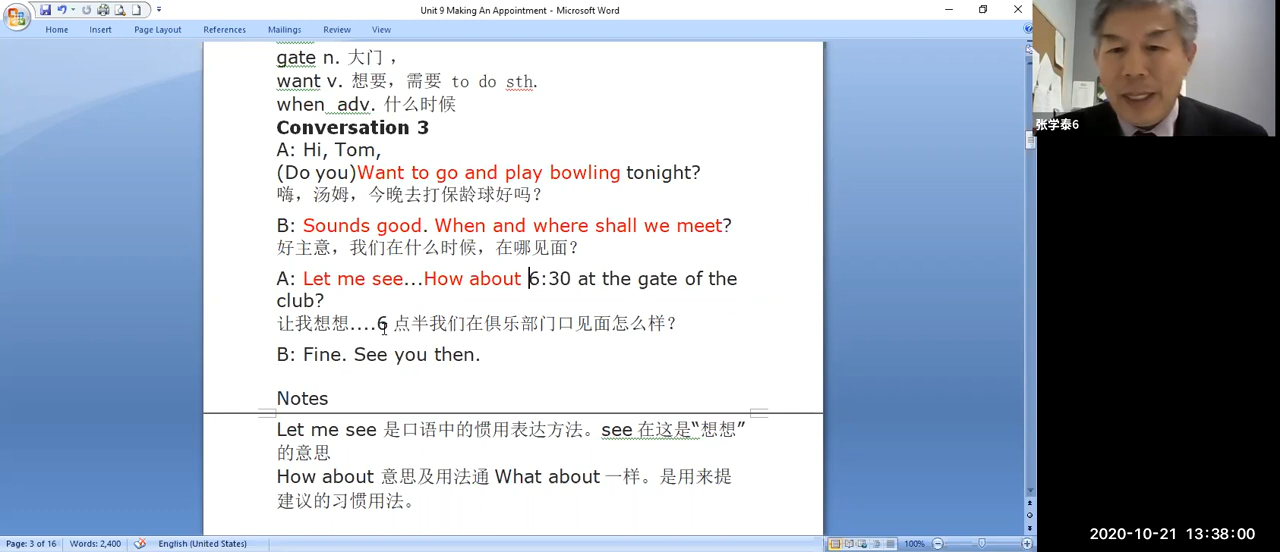 Unit 9 Making An Appointment - Microsoft Word
Home Insert Page Layout References Mailings Review View
gate n. 大门 ，
want v. 想要，需要 to do sth.
when adv. 什么时候
Conversation 3
A: Hi, Tom,
(Do you)Want to go and play bowling tonight?
嗨，汤姆，今晚去打保龄球好吗？
B: Sounds good. When and where shall we meet?
好主意，我们在什么时候，在哪见面？
A: Let me see...How about 6:30 at the gate of the
club?
让我想想....6 点半我们在俱乐部门口见面怎么样？
B: Fine. See you then.
Notes
Let me see 是口语中的惯用表达方法。see 在这是“想想”
的意思
How about 意思及用法通 What about 一样。是用来提
建议的习惯用法。
Page: 3 of 16 Words: 2,400 English (United States) 100%
张学泰6
2020-10-21 13:38:00